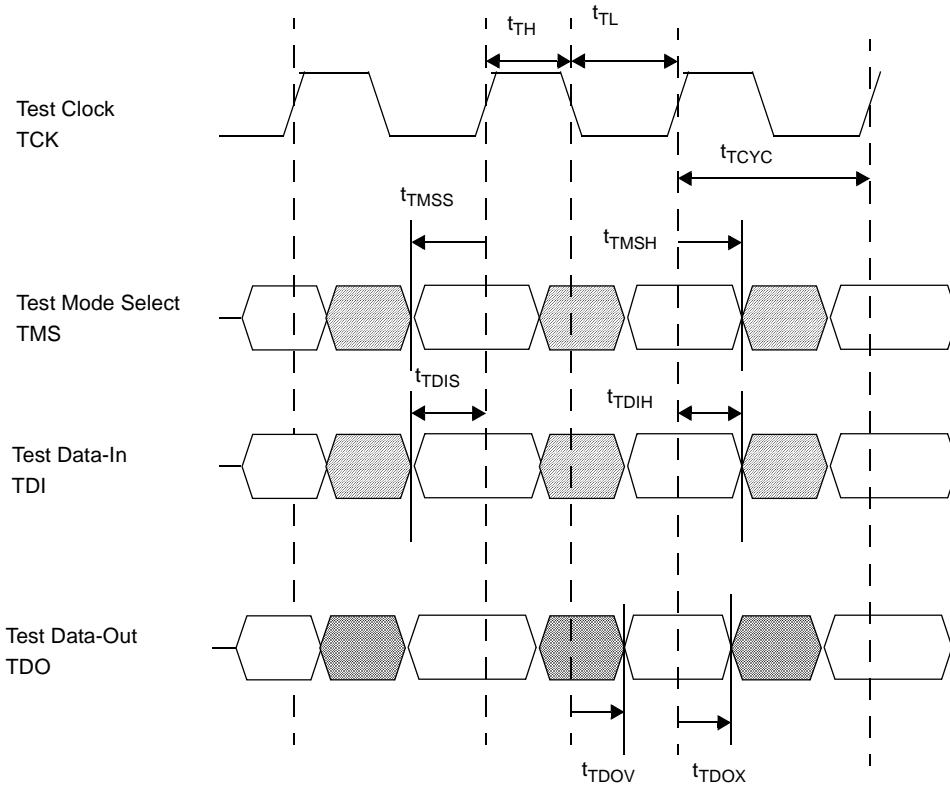 tTH
tTL
Test Clock
TCK
tTCYC
tTMSS
tTMSH
Test Mode Select
TMS
tTDIS
tTDIH
Test Data-In
TDI
Test Data-Out
TDO
tTDOV
tTDOX